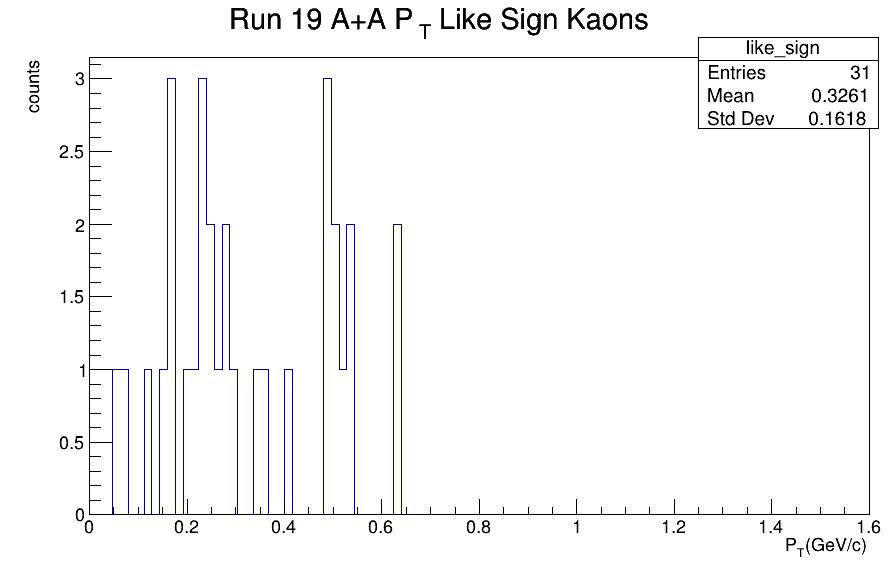 Run 19 A+A P_T Like Sign Kaons
like_sign
Entries 31
Mean 0.3261
Std Dev 0.1618
counts
3
2.5
2
1.5
1
0.5
0
0 0.2 0.4 0.6 0.8 1 1.2 1.4 1.6
P_T(GeV/c)